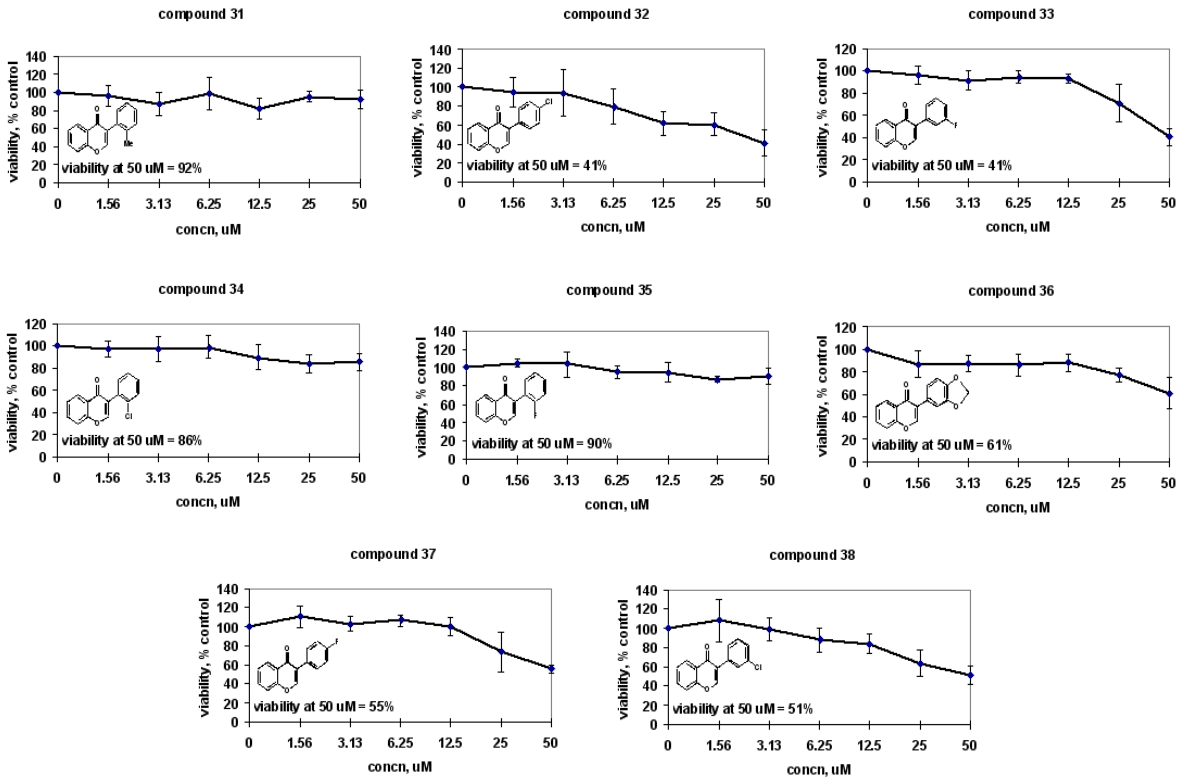 compound 31
viability, % control
140
120
100
80
60
40
20
0
O
O
Me
viability at 50 uM = 92%
0 1.56 3.13 6.25 12.5 25 50
concn, uM
compound 32
viability, % control
140
120
100
80
60
40
20
0
O
Cl
O
viability at 50 uM = 41%
0 1.56 3.13 6.25 12.5 25 50
concn, uM
compound 33
viability, % control
120
100
80
60
40
20
0
O
F
O
viability at 50 uM = 41%
0 1.56 3.13 6.25 12.5 25 50
concn, uM
compound 34
viability, % control
120
100
80
60
40
20
0
O
Cl
O
viability at 50 uM = 86%
0 1.56 3.13 6.25 12.5 25 50
concn, uM
compound 35
viability, % control
140
120
100
80
60
40
20
0
O
F
O
viability at 50 uM = 90%
0 1.56 3.13 6.25 12.5 25 50
concn, uM
compound 36
viability, % control
120
100
80
60
40
20
0
O
O
O
O
viability at 50 uM = 61%
0 1.56 3.13 6.25 12.5 25 50
concn, uM
compound 37
viability, % control
140
120
100
80
60
40
20
0
F
O
O
viability at 50 uM = 55%
0 1.56 3.13 6.25 12.5 25 50
concn, uM
compound 38
viability, % control
140
120
100
80
60
40
20
0
O
Cl
O
viability at 50 uM = 51%
0 1.56 3.13 6.25 12.5 25 50
concn, uM